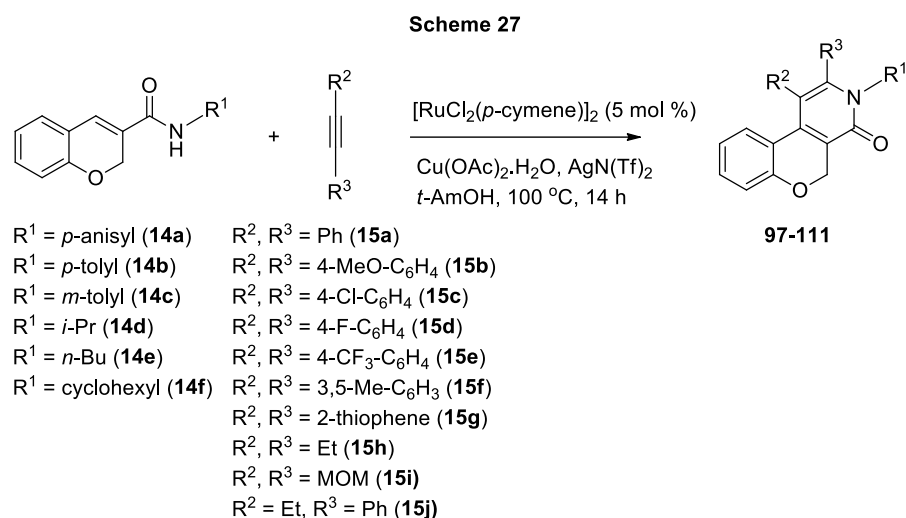 Scheme 27
O
N
H
R¹
O
+
R²
R³
[RuCl₂(p-cymene)]₂ (5 mol %)
Cu(OAc)₂.H₂O, AgN(Tf)₂
t-AmOH, 100 °C, 14 h
R²
R³
R¹
N
O
O
97-111
R¹ = p-anisyl (14a)
R¹ = p-tolyl (14b)
R¹ = m-tolyl (14c)
R¹ = i-Pr (14d)
R¹ = n-Bu (14e)
R¹ = cyclohexyl (14f)
R², R³ = Ph (15a)
R², R³ = 4-MeO-C₆H₄ (15b)
R², R³ = 4-Cl-C₆H₄ (15c)
R², R³ = 4-F-C₆H₄ (15d)
R², R³ = 4-CF₃-C₆H₄ (15e)
R², R³ = 3,5-Me-C₆H₃ (15f)
R², R³ = 2-thiophene (15g)
R², R³ = Et (15h)
R², R³ = MOM (15i)
R² = Et, R³ = Ph (15j)